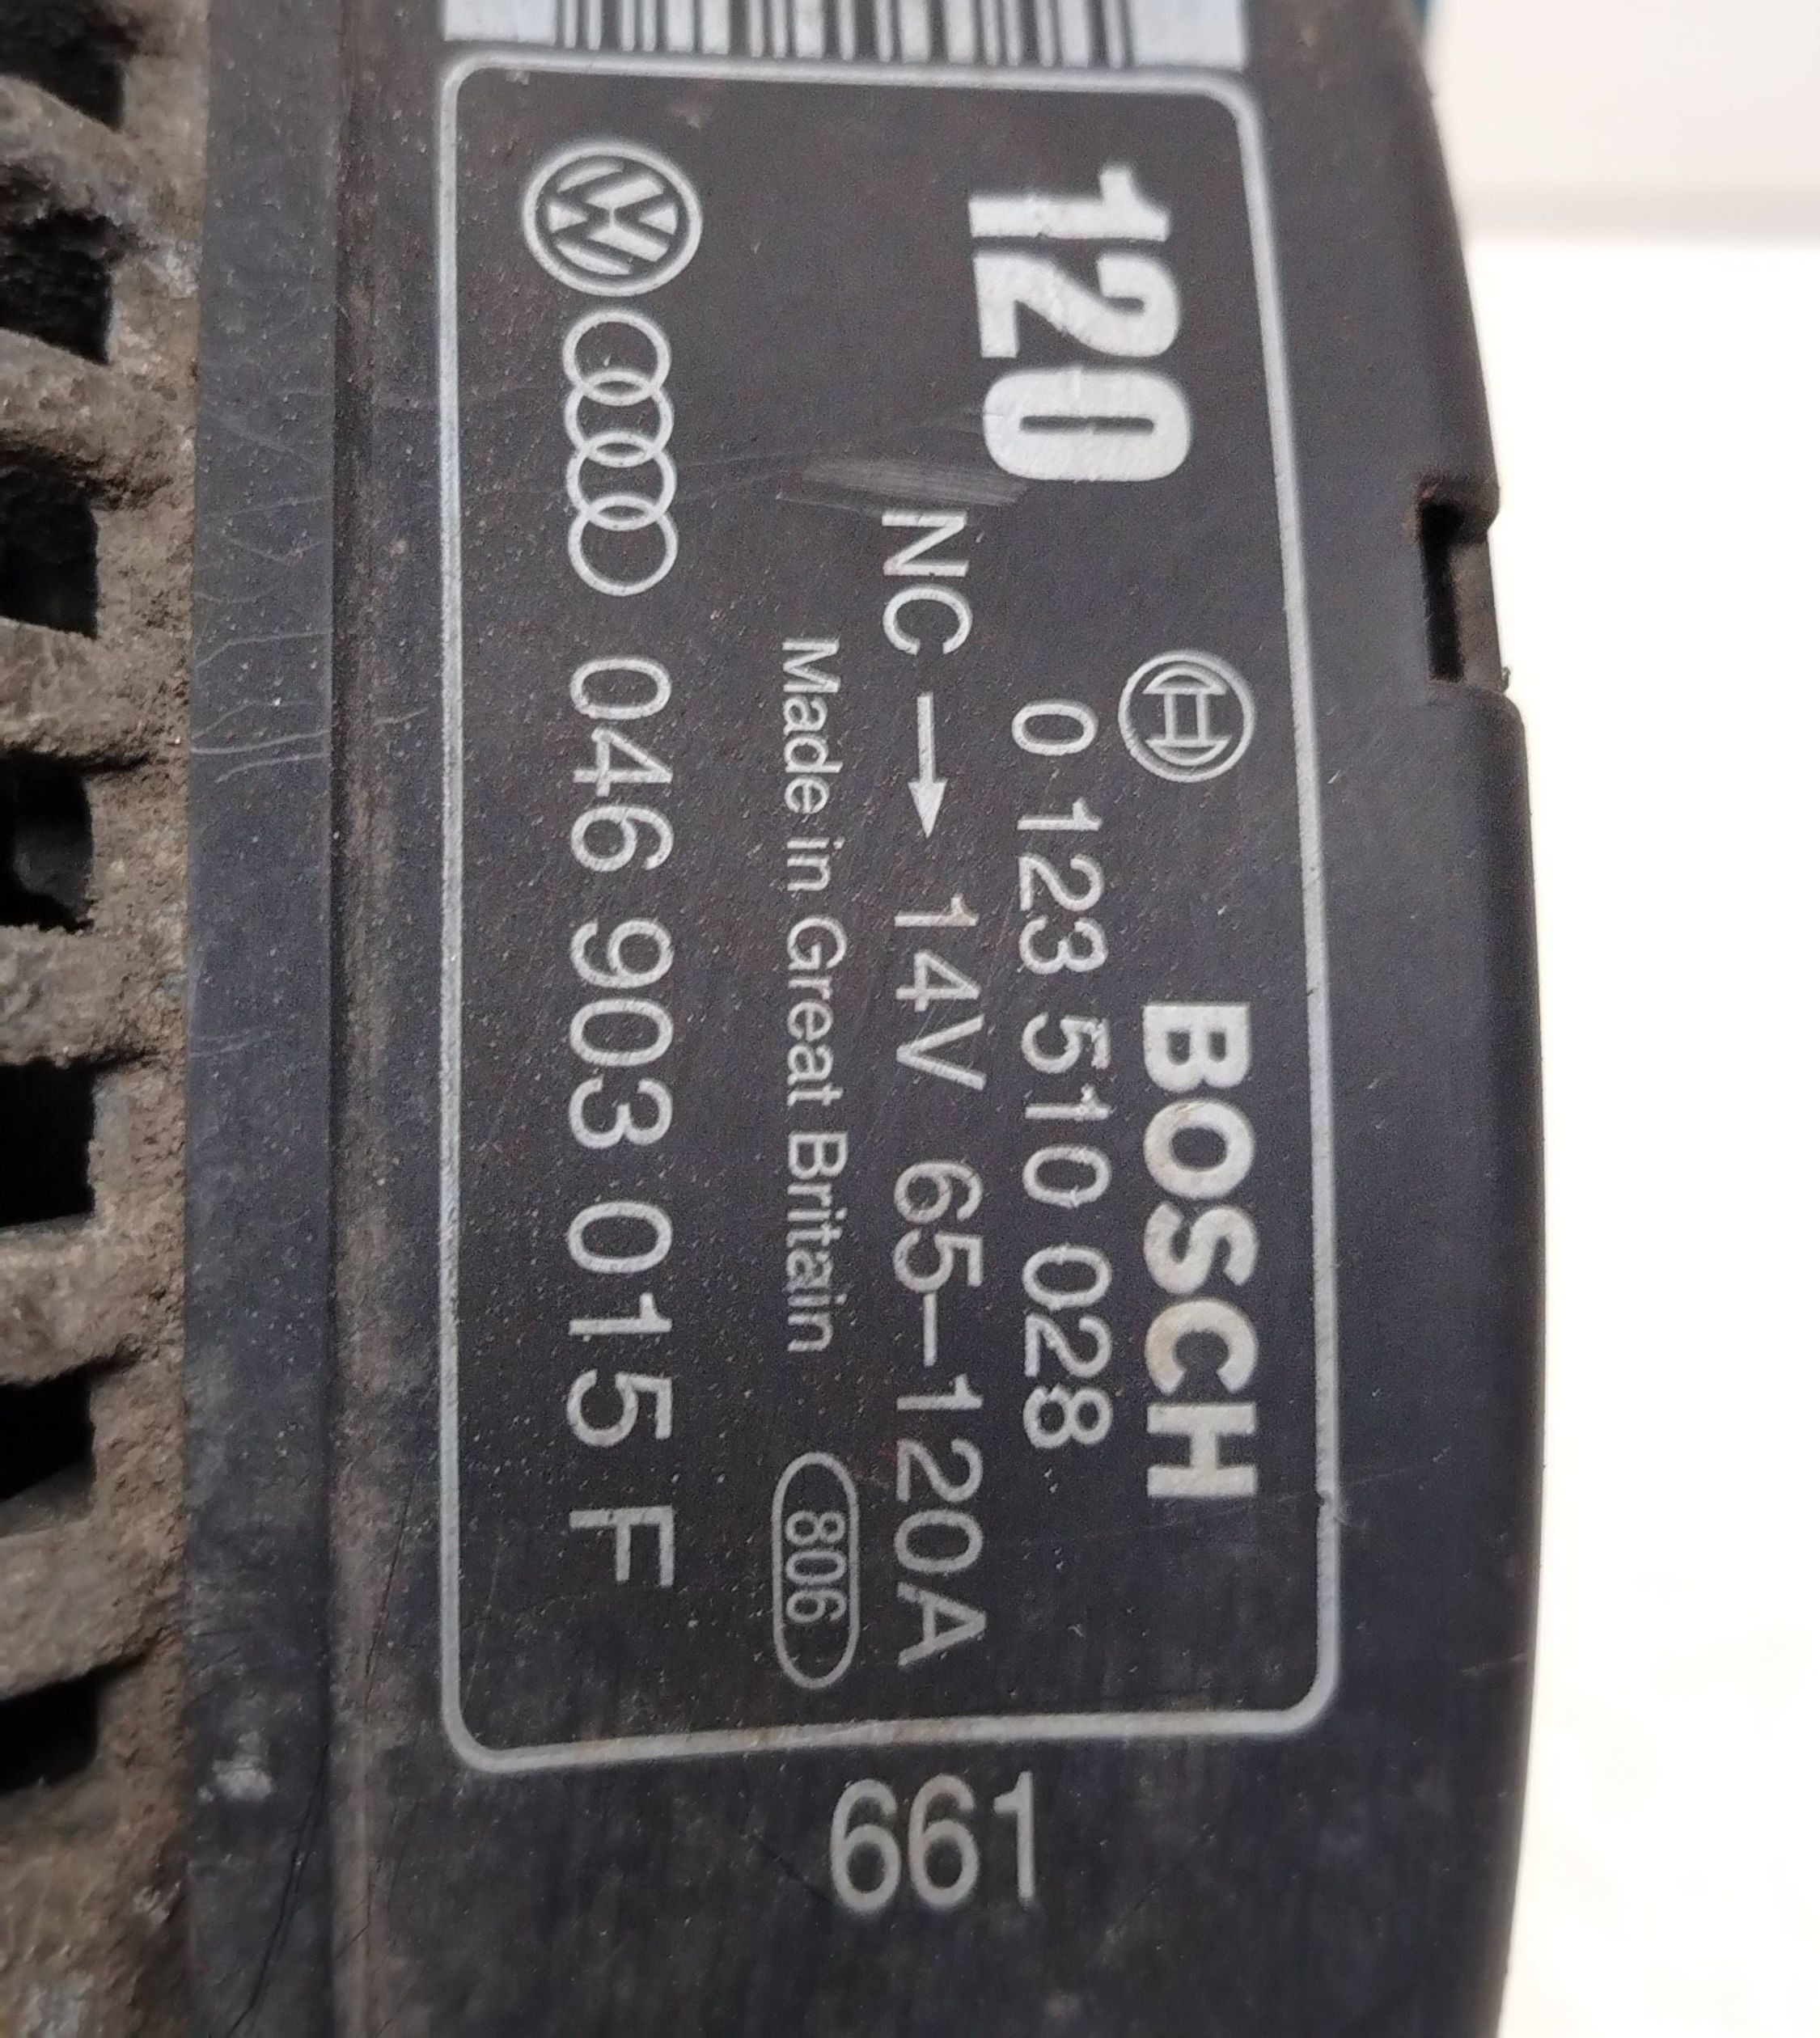 120
BOSCH
0 123 510 028
NC → 14V 65–120A
Made in Great Britain 806
046 903 015 F
661